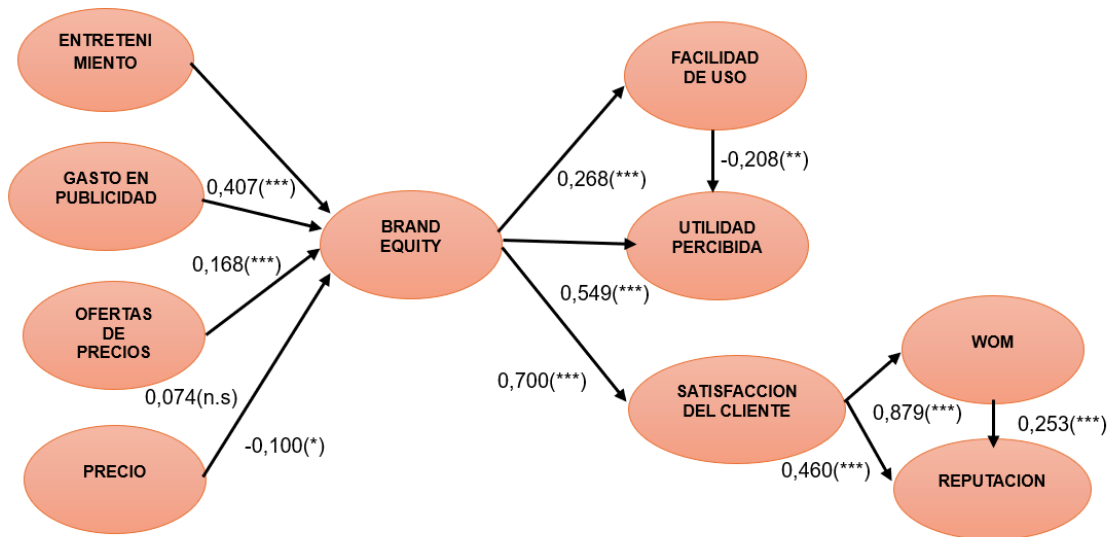 ENTRETENI
MIENTO
GASTO EN
PUBLICIDAD
0,407(***)
0,168(***)
OFERTAS
DE
PRECIOS
0,074(n.s)
PRECIO
-0,100(*)
BRAND
EQUITY
FACILIDAD
DE USO
0,268(***)
-0,208(**)
UTILIDAD
PERCIBIDA
0,549(***)
0,700(***)
SATISFACCION
DEL CLIENTE
WOM
0,879(***)
0,253(***)
0,460(***)
REPUTACION